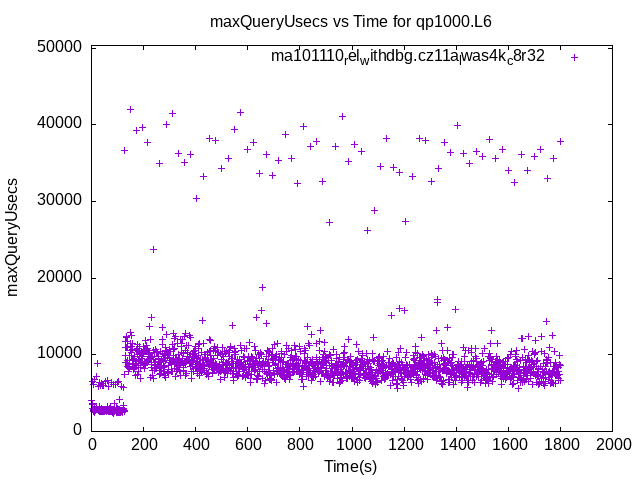 maxQueryUsecs vs Time for qp1000.L6
ma101110relwithdbg.cz11alwas4kc8r32
50000
40000
30000
20000
10000
0
maxQueryUsecs
0 200 400 600 800 1000 1200 1400 1600 1800 2000
Time(s)